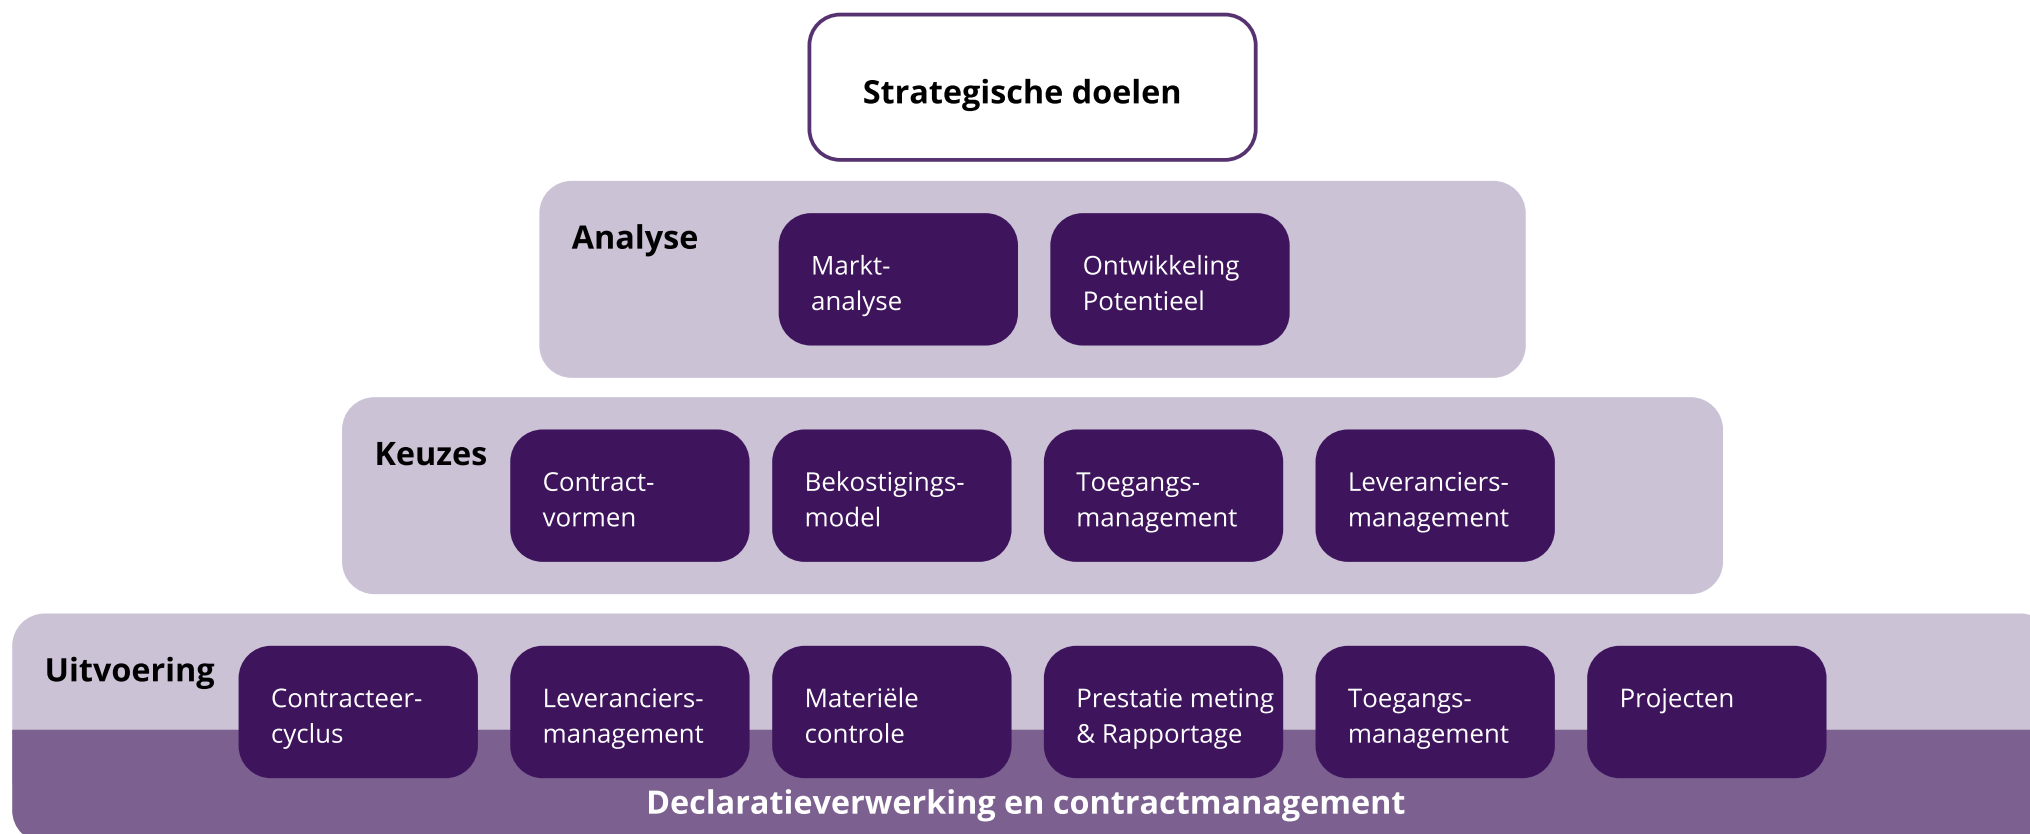 Strategische doelen
Analyse
Markt-
analyse
Ontwikkeling
Potentieel
Keuzes
Contract-
vormen
Bekostigings-
model
Toegangs-
management
Leveranciers-
management
Uitvoering
Contracteer-
cyclus
Leveranciers-
management
Materiële
controle
Prestatie meting
& Rapportage
Toegangs-
management
Projecten
Declaratieverwerking en contractmanagement